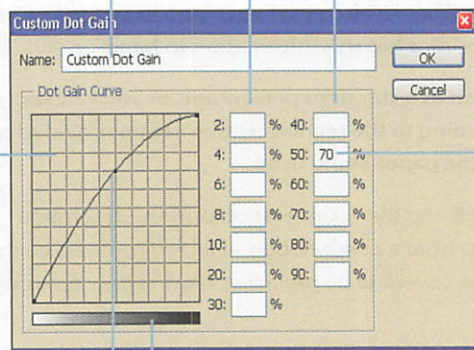 Custom Dot Gain
Name: Custom Dot Gain OK
Cancel
Dot Gain Curve
2: % 40: %
4: % 50: 70 %
6: % 60: %
8: % 70: %
10: % 80: %
20: % 90: %
30: %